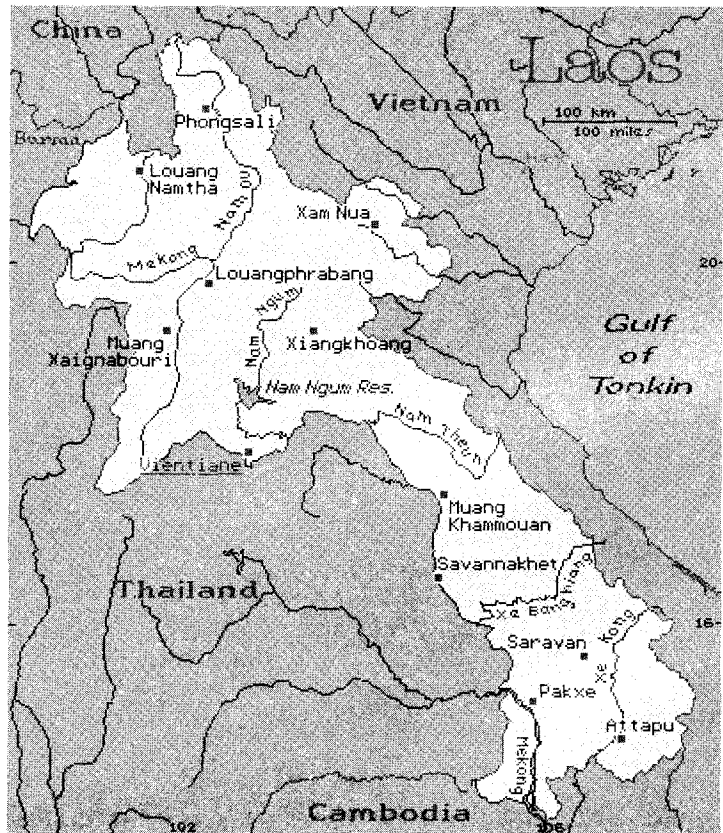 China
Laos
Vietnam
100 km
100 miles
Burma
Phongsali
Louang
Namtha
Nam Ou
Xam Nua
Mekong
Louangphrabang
20
Ngum
Nam
Muang
Xaignabouri
Xiangkhoang
Gulf
of
Tonkin
Nam Ngum Res.
Nam Theun
Vientiane
Muang
Khammouan
Thailand
Savannakhet
Xe Banghiang
Xe Kong
16
Saravan
Pakxe
Attapu
Mekong
Cambodia
102
106